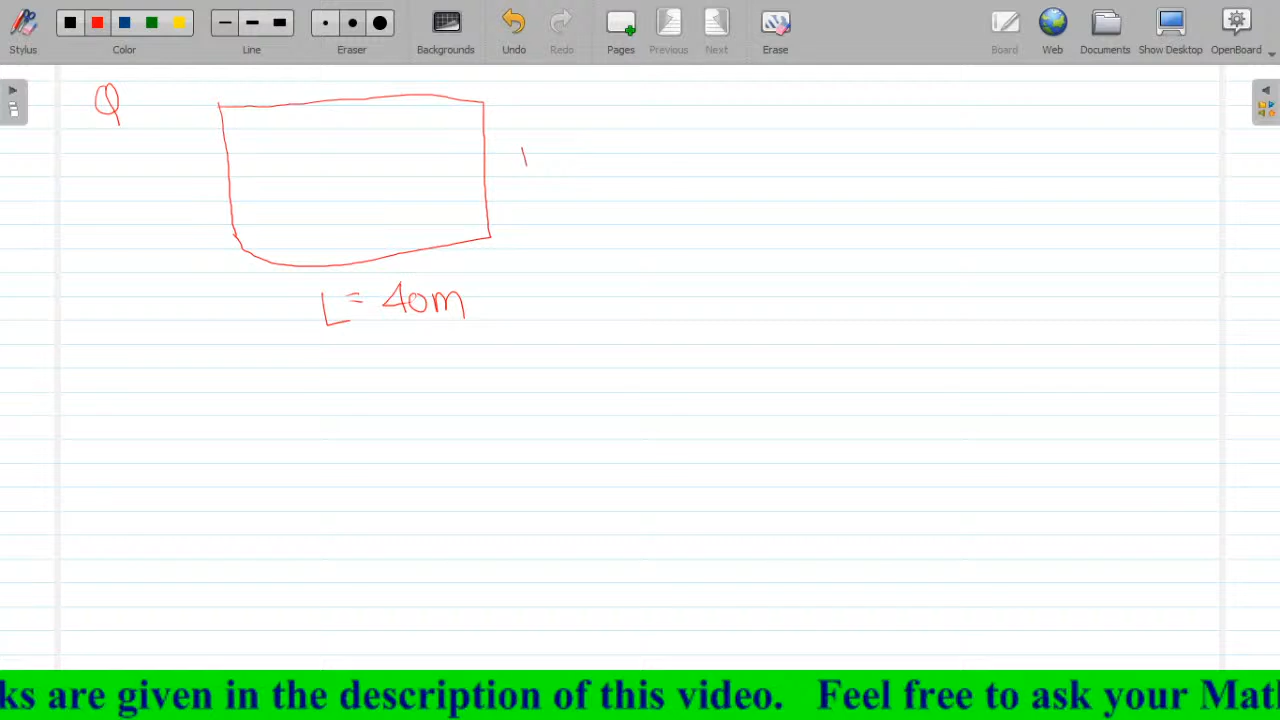 Stylus Color Line Eraser Backgrounds Undo Redo Pages Previous Next Erase Board Web Documents Show Desktop OpenBoard
Q
L = 40m
ks are given in the description of this video. Feel free to ask your Mat